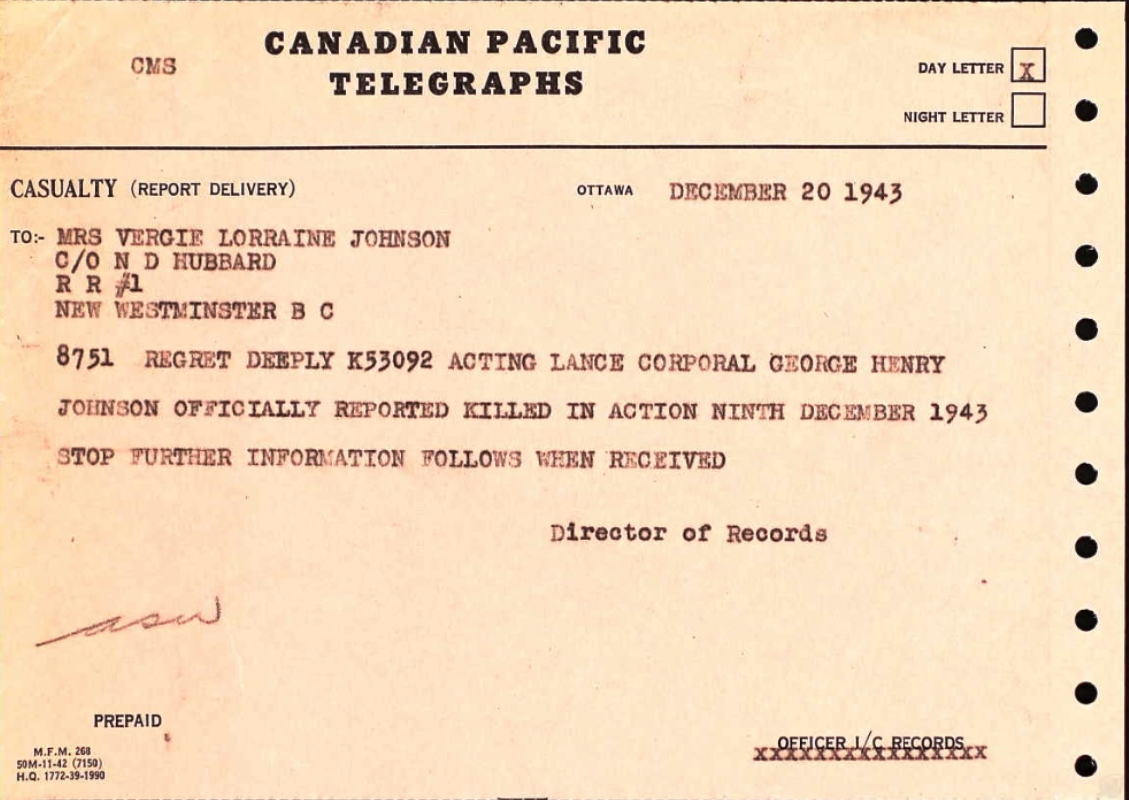 CMS
CANADIAN PACIFIC
TELEGRAPHS
DAY LETTER X
NIGHT LETTER
CASUALTY (REPORT DELIVERY) OTTAWA DECEMBER 20 1943
TO:- MRS VERGIE LORRAINE JOHNSON
C/O N D HUBBARD
R R #1
NEW WESTMINSTER B C
8751 REGRET DEEPLY K53092 ACTING LANCE CORPORAL GEORGE HENRY
JOHNSON OFFICIALLY REPORTED KILLED IN ACTION NINTH DECEMBER 1943
STOP FURTHER INFORMATION FOLLOWS WHEN RECEIVED
Director of Records
asw
PREPAID
M.F.M. 268
50M-11-42 (7150)
H.Q. 1772-39-1990
OFFICER I/C RECORDS
XXXXXXXXXXXXXXXX